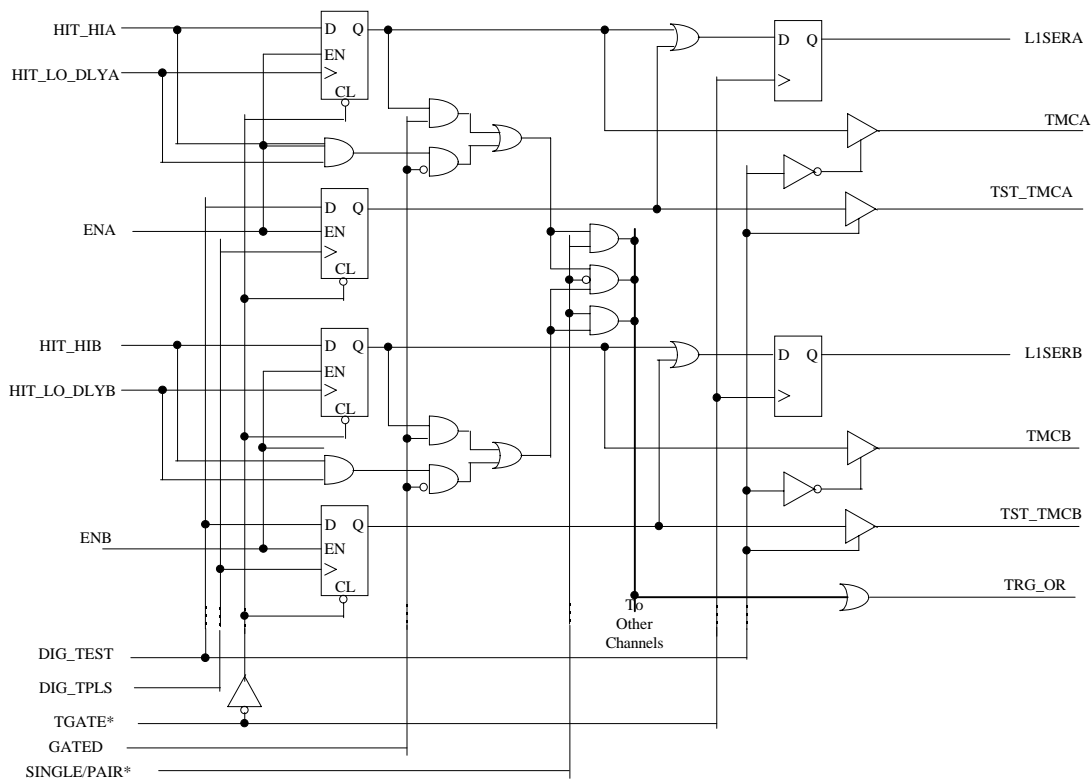 HIT_HIA
D Q
D Q
L1SERA
EN
HIT_LO_DLYA
CL
TMCA
D Q
TST_TMCA
ENA
EN
CL
HIT_HIB
D Q
D Q
L1SERB
EN
HIT_LO_DLYB
CL
TMCB
D Q
TST_TMCB
ENB
EN
CL
TRG_OR
To
Other
Channels
DIG_TEST
DIG_TPLS
TGATE*
GATED
SINGLE/PAIR*